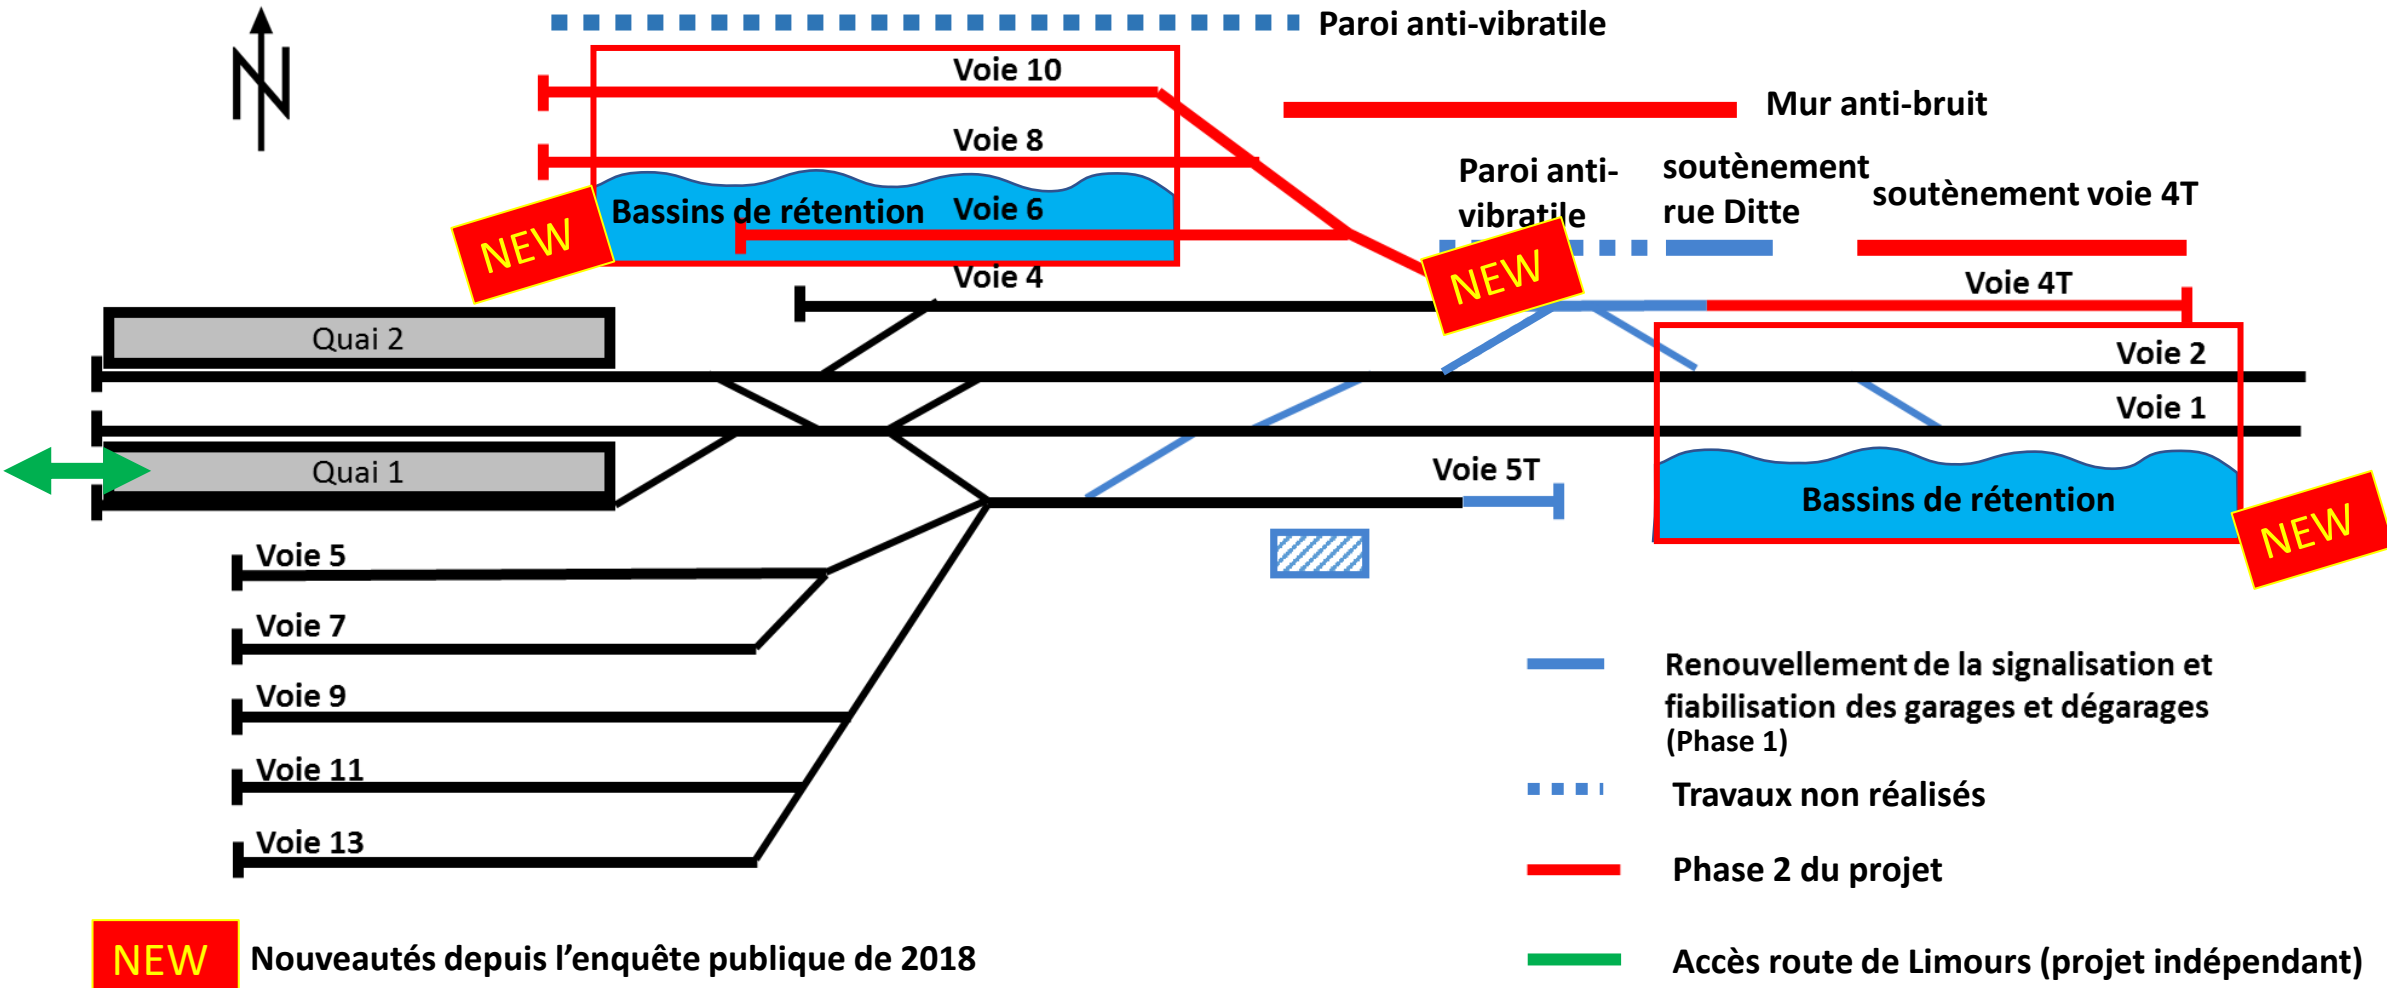 N
Paroi anti-vibratile
Voie 10
Mur anti-bruit
Voie 8
Paroi anti-
vibratile
soutènement
rue Ditte
soutènement voie 4T
Bassins de rétention
Voie 6
NEW
NEW
Voie 4
Voie 4T
Quai 2
Voie 2
Voie 1
Quai 1
Voie 5T
Bassins de rétention
NEW
Voie 5
Voie 7
Voie 9
Voie 11
Voie 13
Renouvellement de la signalisation et
fiabilisation des garages et dégarages
(Phase 1)
Travaux non réalisés
Phase 2 du projet
NEW Nouveautés depuis l’enquête publique de 2018
Accès route de Limours (projet indépendant)